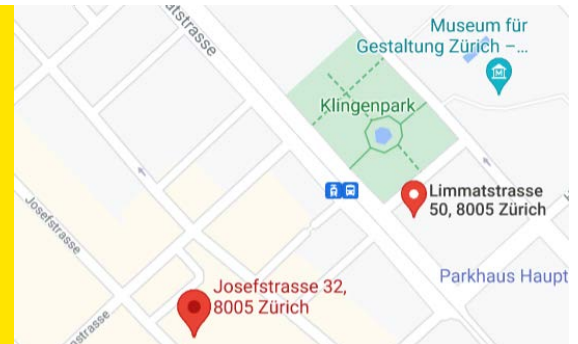 Museum für
Gestaltung Zürich –...
Klingenpark
Limmatstrasse
50, 8005 Zürich
Josefstrasse
Parkhaus Haupt
Josefstrasse 32,
8005 Zürich